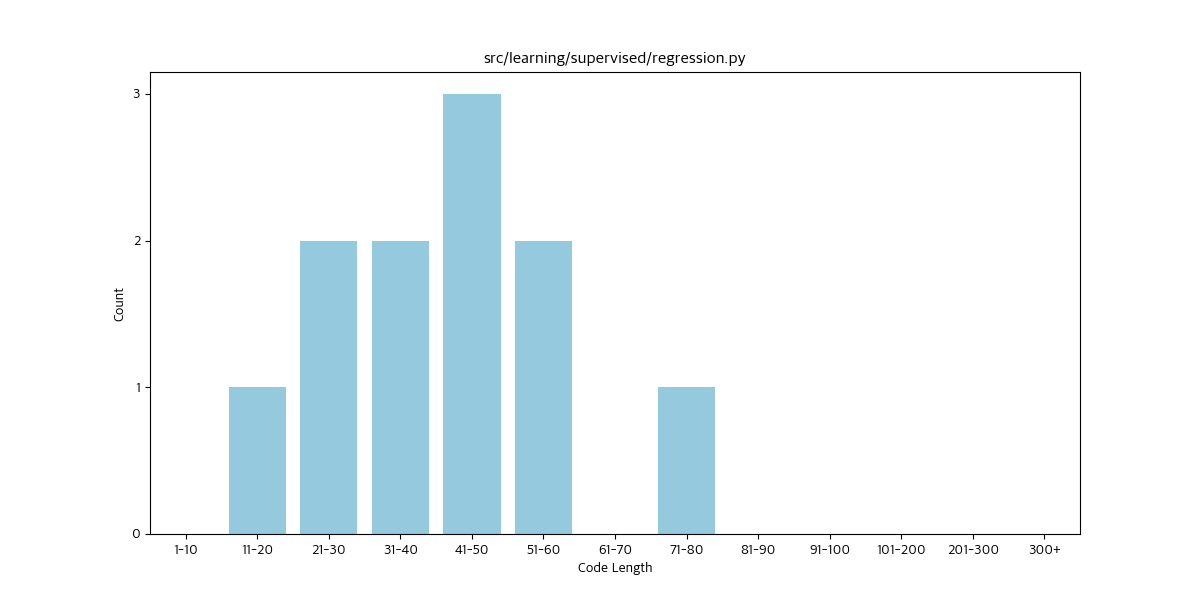 src/learning/supervised/regression.py
3
2
1
0
Count
1-10 11-20 21-30 31-40 41-50 51-60 61-70 71-80 81-90 91-100 101-200 201-300 300+
Code Length